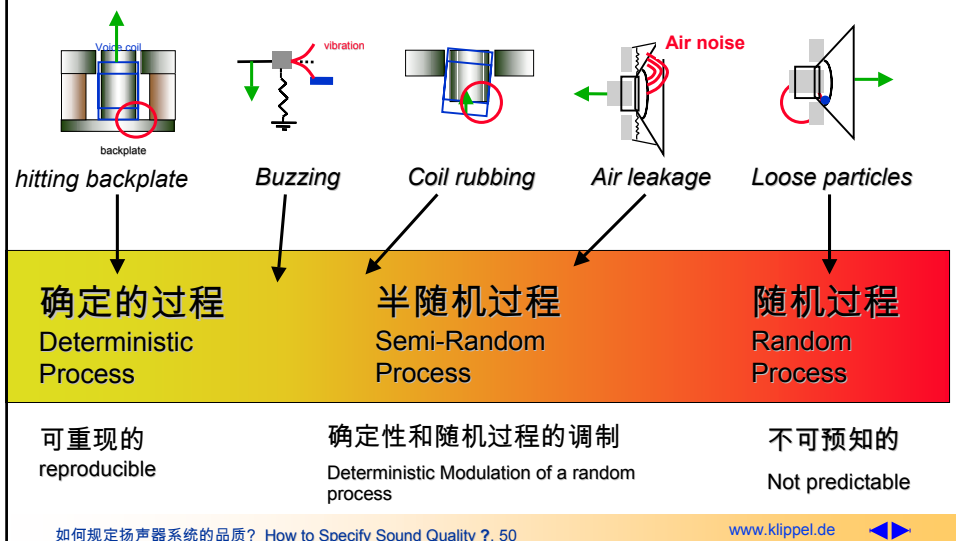 Voice coil
vibration
Air noise
backplate
hitting backplate
Buzzing
Coil rubbing
Air leakage
Loose particles
确定的过程
Deterministic
Process
半随机过程
Semi-Random
Process
随机过程
Random
Process
可重现的
reproducible
确定性和随机过程的调制
Deterministic Modulation of a random
process
不可预知的
Not predictable
如何规定扬声器系统的品质? How to Specify Sound Quality ?, 50
www.klippel.de